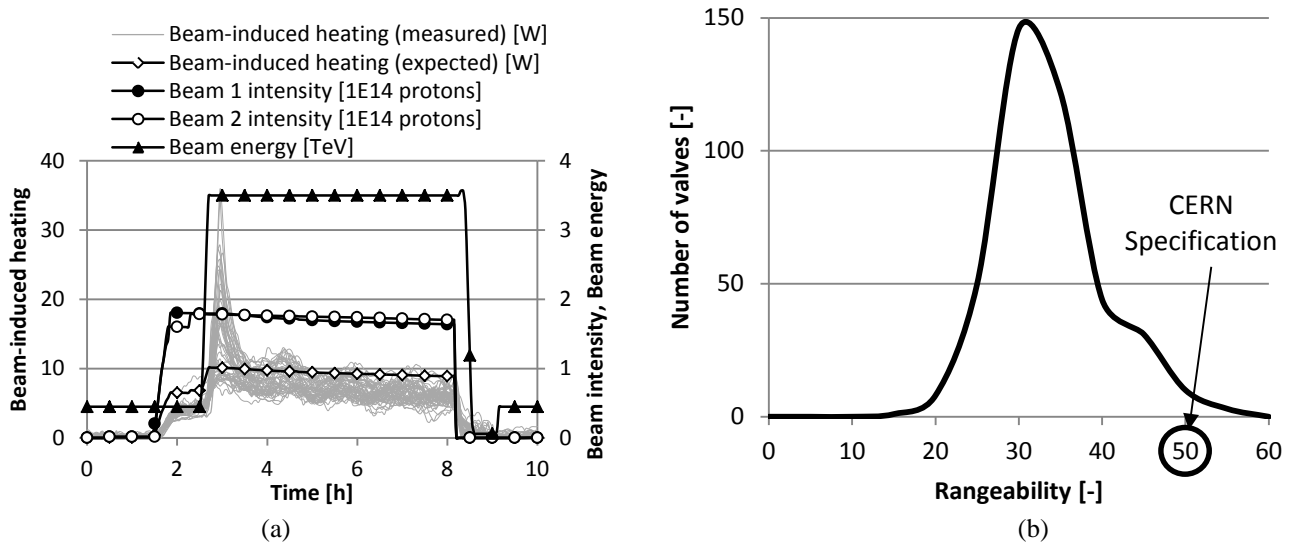 Beam-induced heating (measured) [W]
Beam-induced heating (expected) [W]
Beam 1 intensity [1E14 protons]
Beam 2 intensity [1E14 protons]
Beam energy [TeV]
40
30
20
10
0
4
3
2
1
0
0
2
4
6
8
10
Beam-induced heating
Beam intensity, Beam energy
Time [h]
(a)
150
100
50
0
0
10
20
30
40
50
60
Number of valves [-]
CERN
Specification
Rangeability [-]
(b)